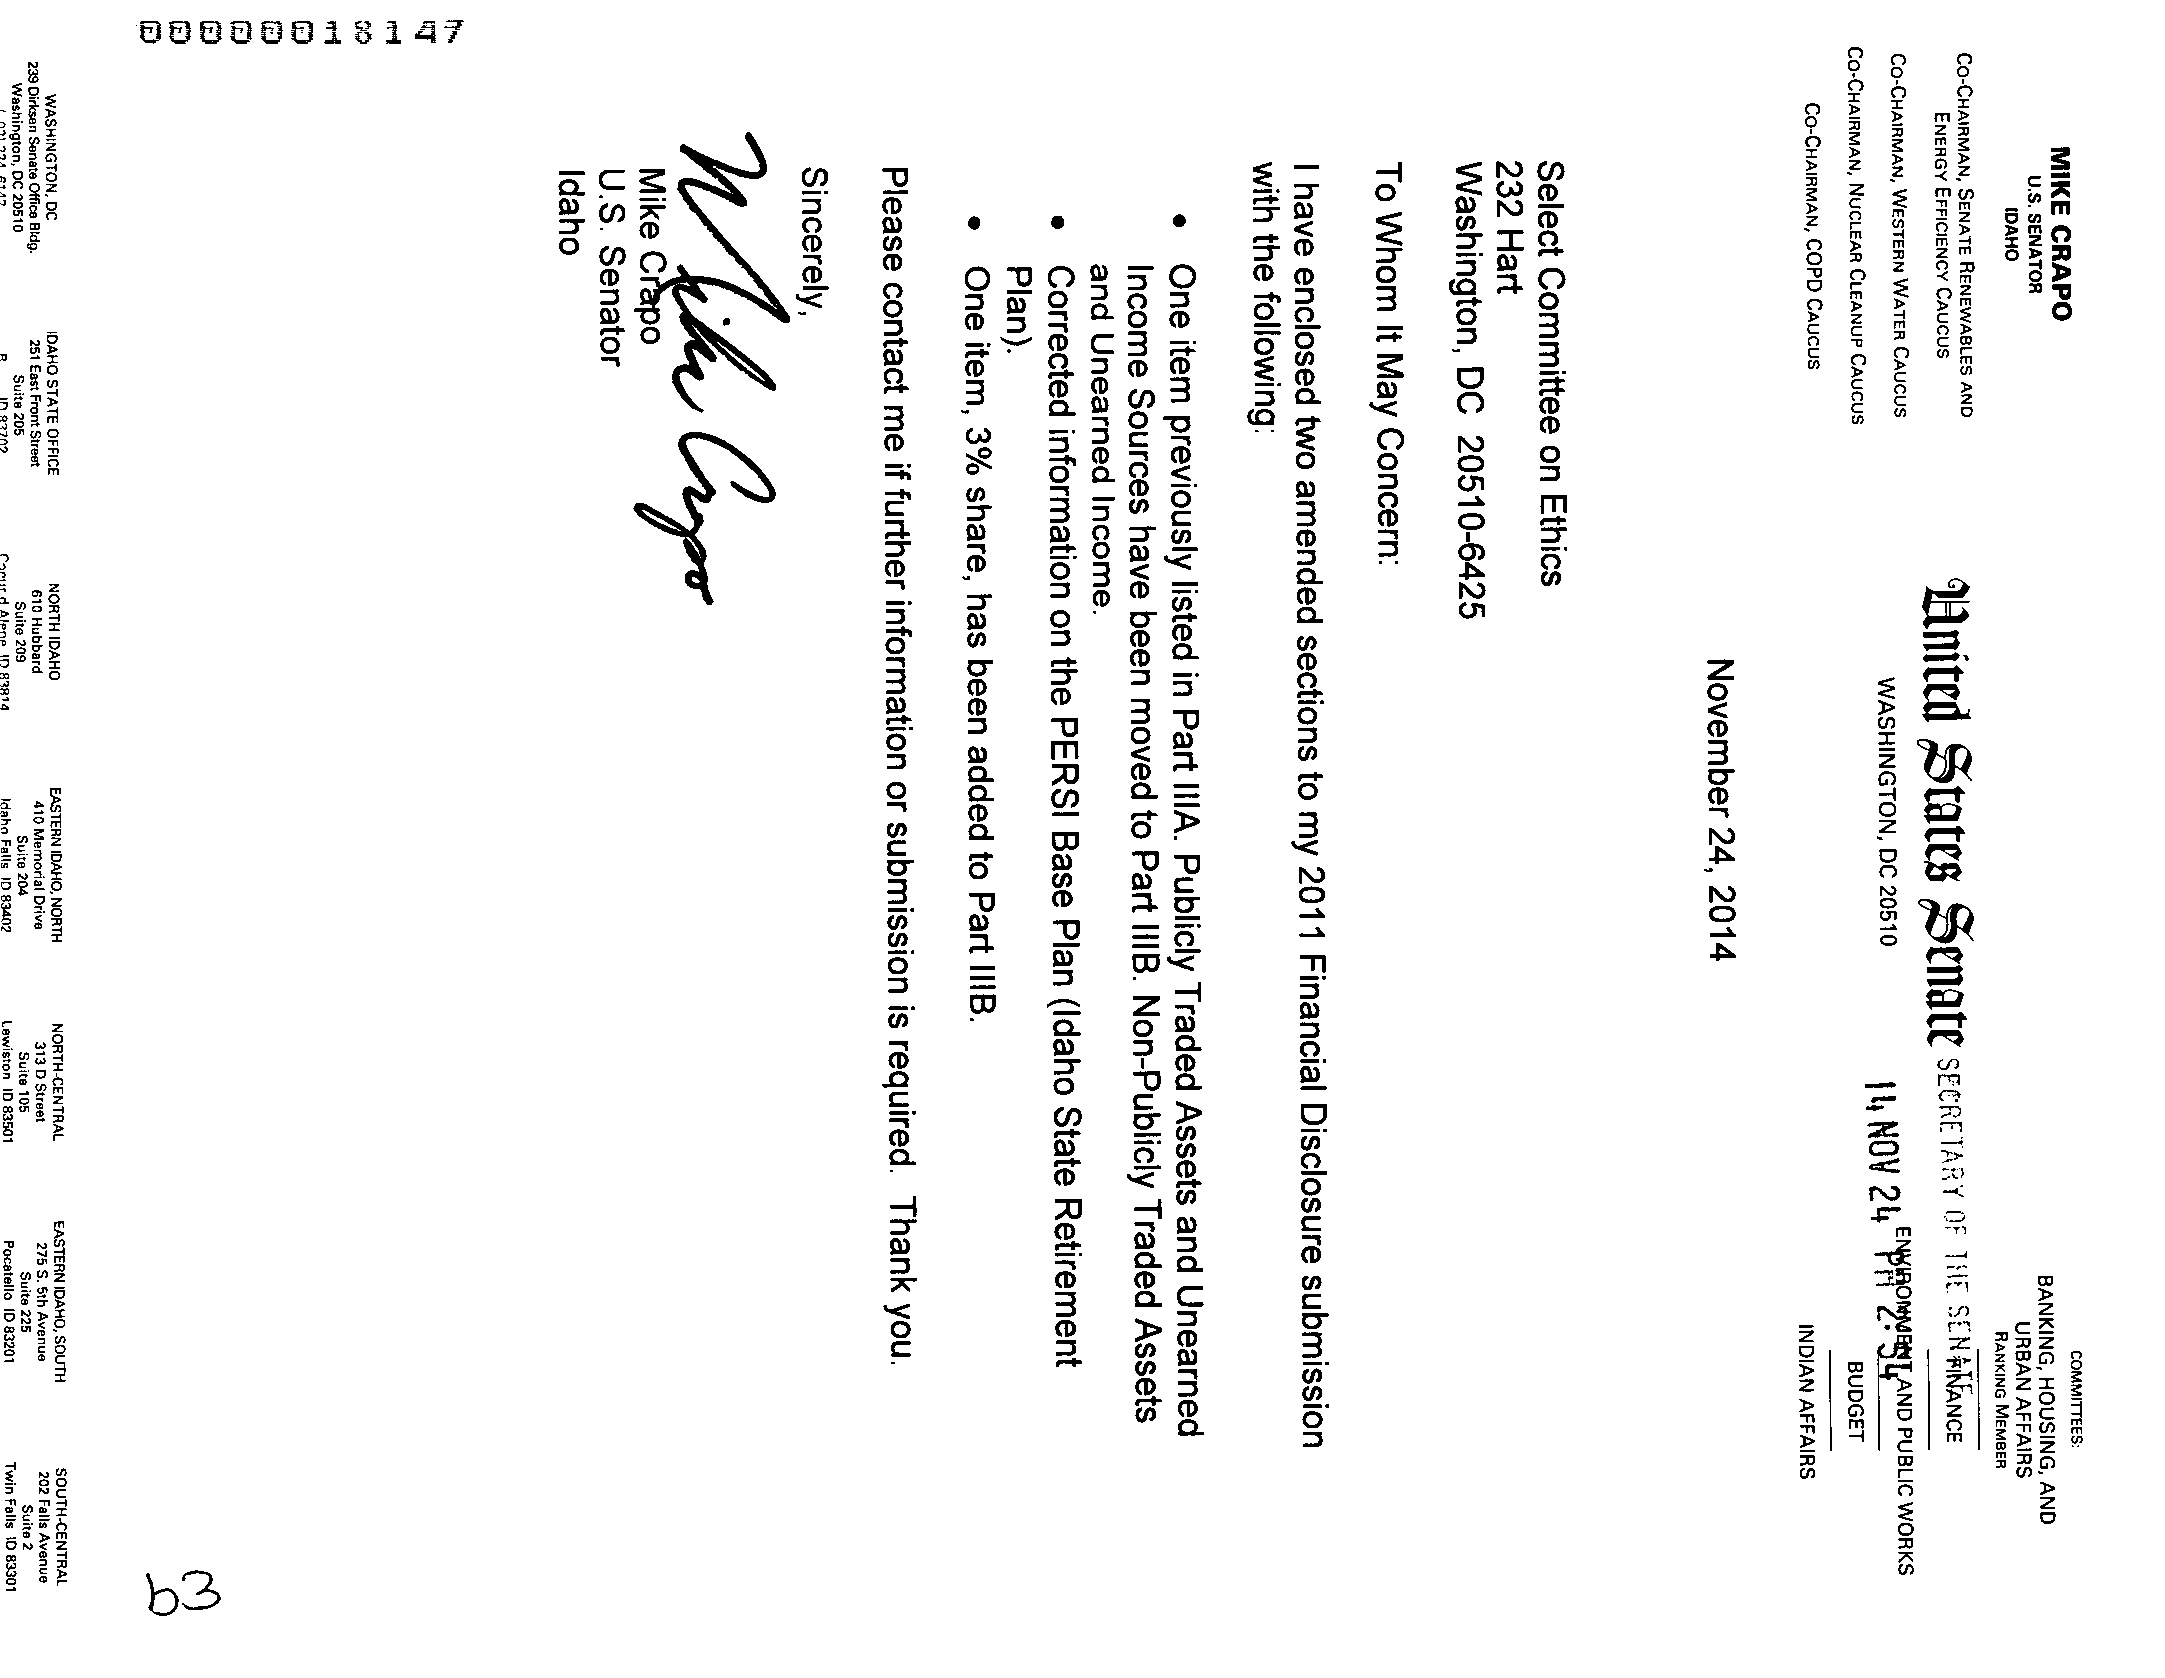 MIKE CRAPO
U.S. SENATOR
IDAHO
CO-CHAIRMAN, SENATE RENEWABLES AND
ENERGY EFFICIENCY CAUCUS
CO-CHAIRMAN, WESTERN WATER CAUCUS
CO-CHAIRMAN, NUCLEAR CLEANUP CAUCUS
CO-CHAIRMAN, COPD CAUCUS
United States Senate
WASHINGTON, DC 20510
SECRETARY OF THE SENATE
14 NOV 24 PM 2:54
COMMITTEES:
BANKING, HOUSING, AND
URBAN AFFAIRS
RANKING MEMBER
FINANCE
ENVIRONMENT AND PUBLIC WORKS
BUDGET
INDIAN AFFAIRS
November 24, 2014
Select Committee on Ethics
232 Hart
Washington, DC 20510-6425
To Whom It May Concern:
I have enclosed two amended sections to my 2011 Financial Disclosure submission
with the following:
• One item previously listed in Part IIIA. Publicly Traded Assets and Unearned
Income Sources have been moved to Part IIIB. Non-Publicly Traded Assets
and Unearned Income.
• Corrected information on the PERSI Base Plan (Idaho State Retirement
Plan).
• One item, 3% share, has been added to Part IIIB.
Please contact me if further information or submission is required. Thank you.
Sincerely,
Mike Crapo
Mike Crapo
U.S. Senator
Idaho
00000018147
WASHINGTON, DC
239 Dirksen Senate Office Bldg.
Washington, DC 20510
IDAHO STATE OFFICE
251 East Front Street
Suite 205
ID 83702
NORTH IDAHO
610 Hubbard
Suite 209
Coeur d'Alene ID 83814
EASTERN IDAHO, NORTH
410 Memorial Drive
Suite 204
Idaho Falls ID 83402
NORTH-CENTRAL
313 D Street
Suite 105
Lewiston ID 83501
EASTERN IDAHO, SOUTH
275 S. 5th Avenue
Suite 225
Pocatello ID 83201
SOUTH-CENTRAL
202 Falls Avenue
Suite 2
Twin Falls ID 83301